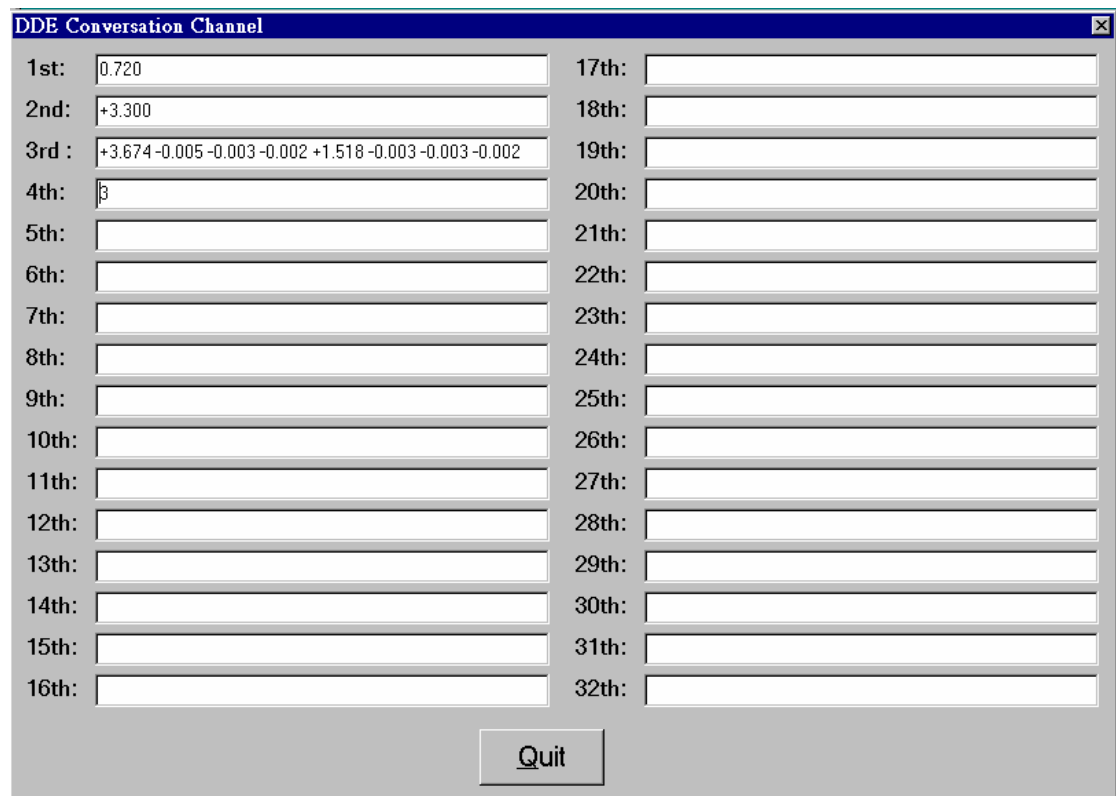 DDE Conversation Channel
1st: 0.720
2nd: +3.300
3rd : +3.674 -0.005 -0.003 -0.002 +1.518 -0.003 -0.003 -0.002
4th: 3
5th:
6th:
7th:
8th:
9th:
10th:
11th:
12th:
13th:
14th:
15th:
16th:
17th:
18th:
19th:
20th:
21th:
22th:
23th:
24th:
25th:
26th:
27th:
28th:
29th:
30th:
31th:
32th:
Quit